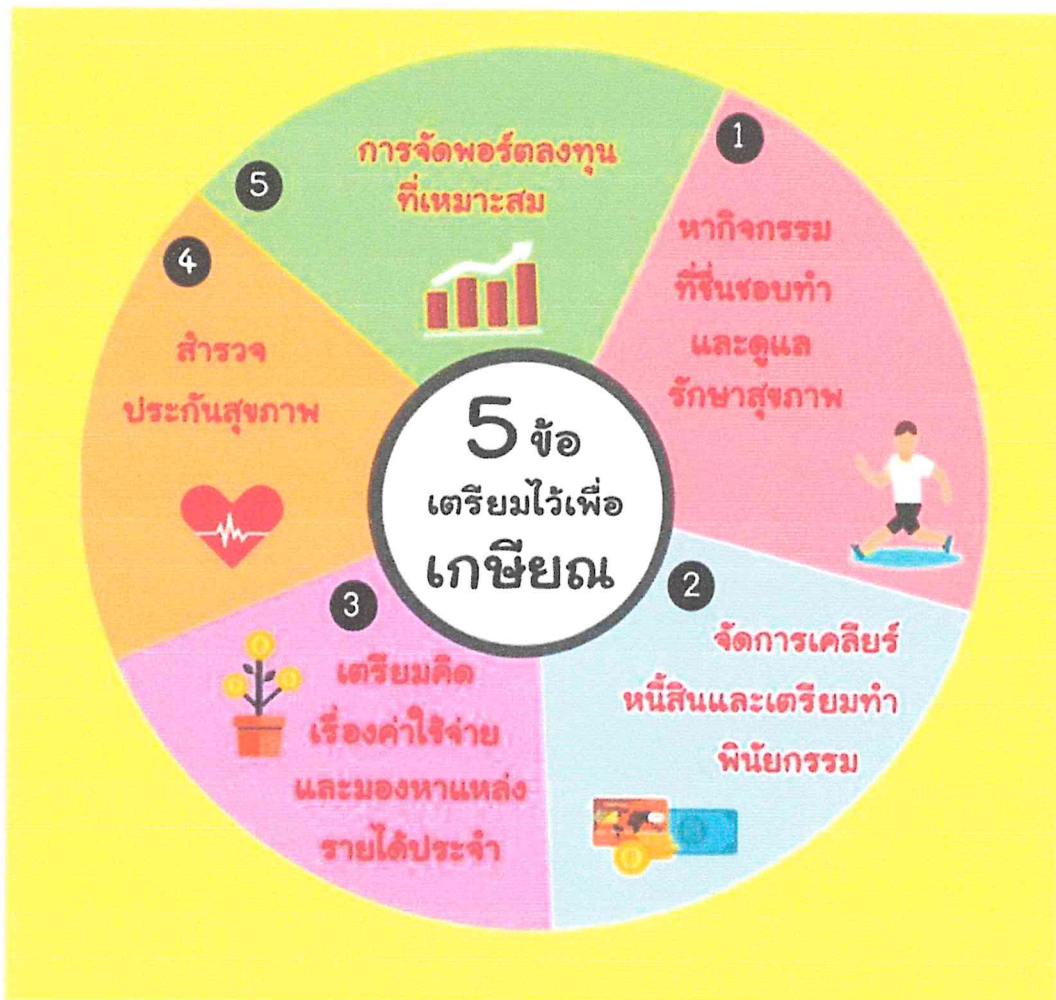 5 ข้อ
เตรียมไว้เพื่อ
เกษียณ
1
หากิจกรรม
ที่ชื่นชอบทำ
และดูแล
รักษาสุขภาพ
2
จัดการเคลียร์
หนี้สินและเตรียมทำ
พินัยกรรม
3
เตรียมคิด
เรื่องค่าใช้จ่าย
และมองหาแหล่ง
รายได้ประจำ
4
สำรวจ
ประกันสุขภาพ
5
การจัดพอร์ตลงทุน
ที่เหมาะสม